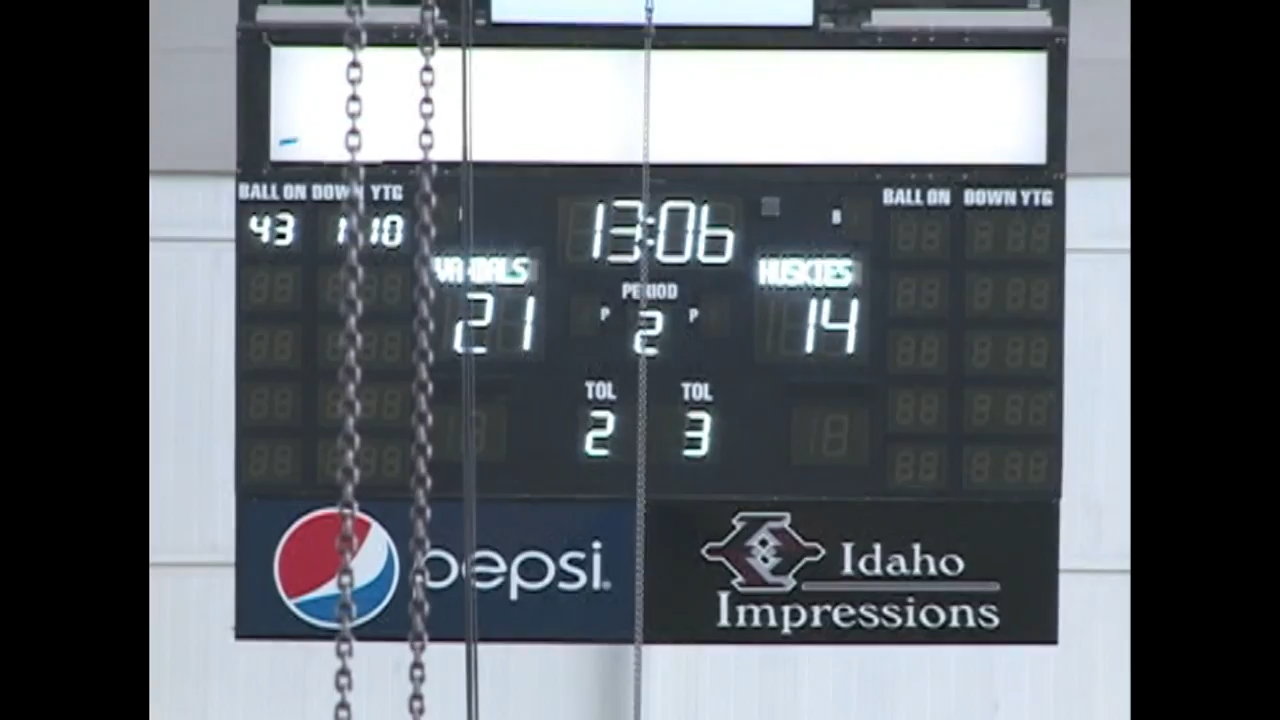 BALL ON DOWN YTG
43 1 10
13:06
BALL ON DOWN YTG
VANDALS
HUSKIES
PERIOD
21
P 2 P
14
TOL TOL
2 3
pepsi
Idaho
Impressions